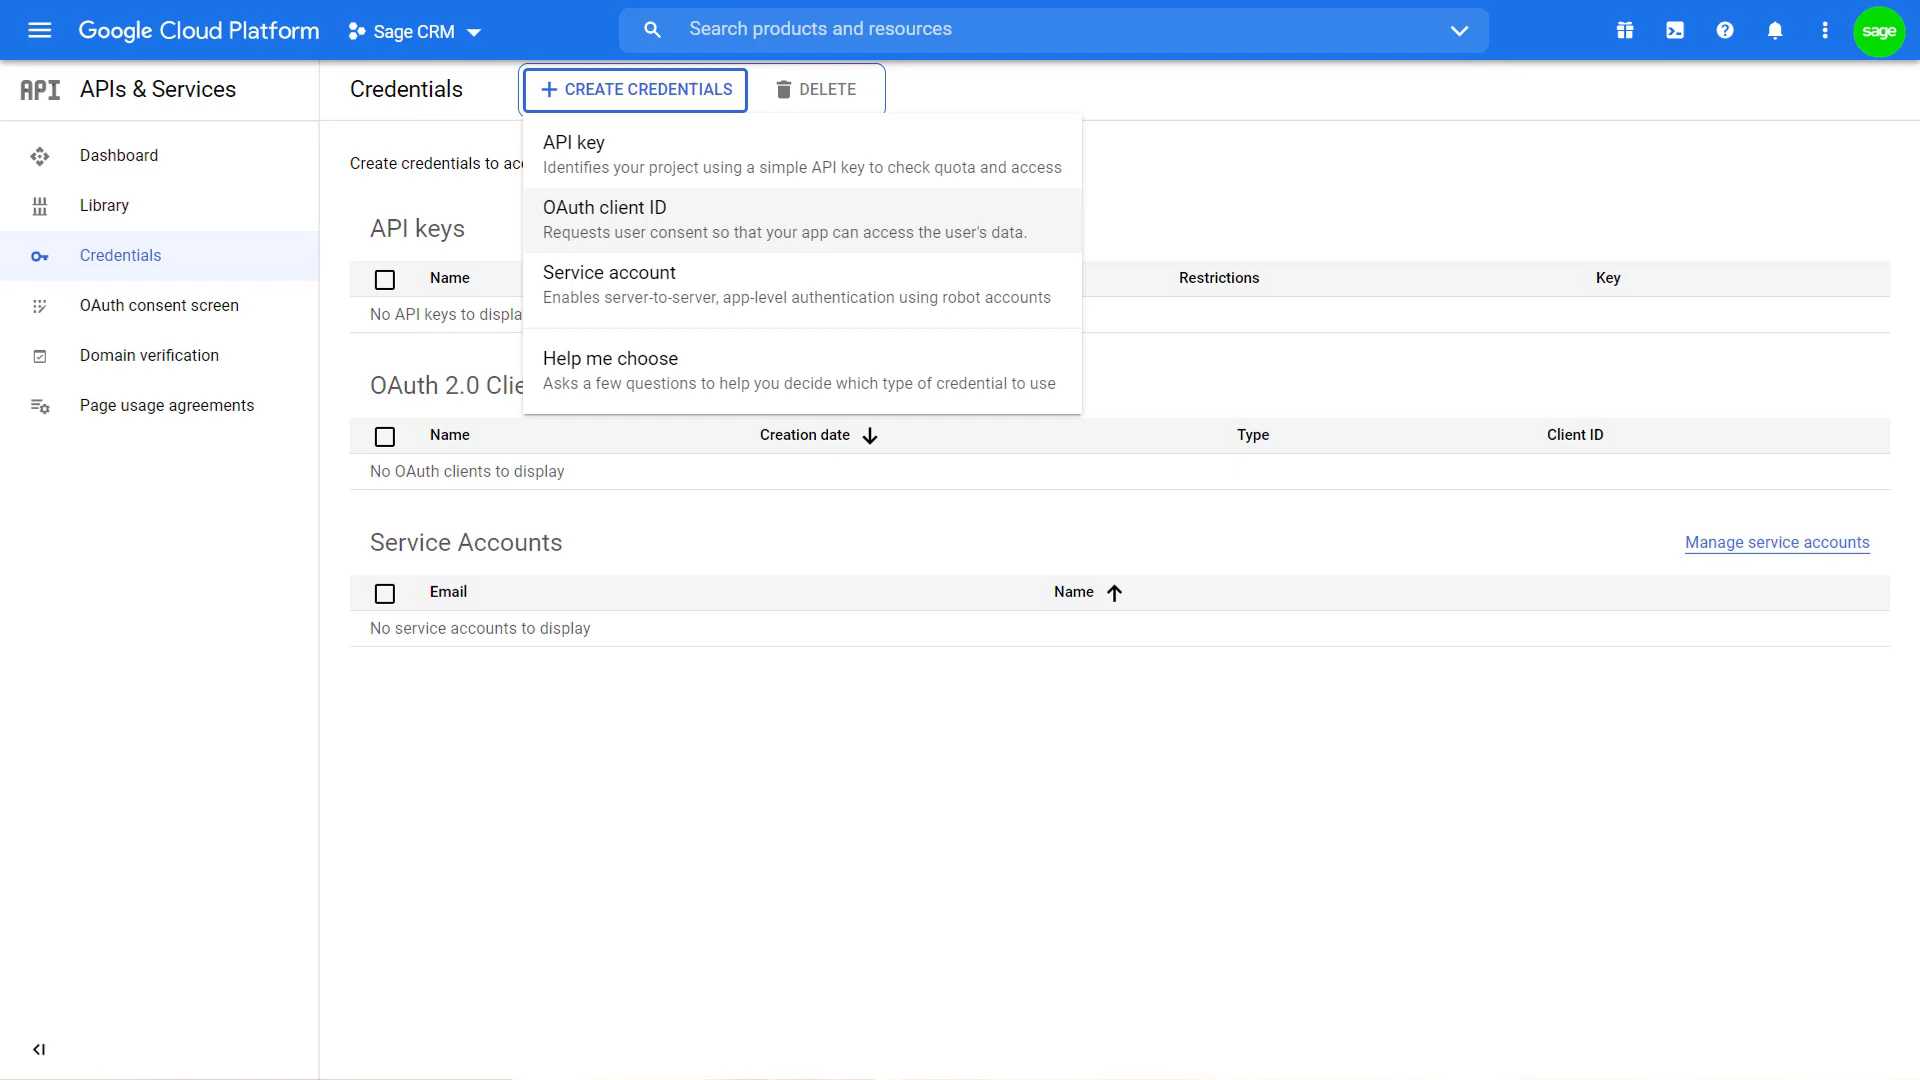 Google Cloud Platform
Sage CRM
Search products and resources
sage
API
APIs & Services
Credentials
CREATE CREDENTIALS
DELETE
Dashboard
Library
Credentials
OAuth consent screen
Domain verification
Page usage agreements
Create credentials to acc
API key
Identifies your project using a simple API key to check quota and access
OAuth client ID
Requests user consent so that your app can access the user's data.
Service account
Enables server-to-server, app-level authentication using robot accounts
Help me choose
Asks a few questions to help you decide which type of credential to use
API keys
Name
Restrictions
Key
No API keys to displa
OAuth 2.0 Clie
Name
Creation date
Type
Client ID
No OAuth clients to display
Service Accounts
Manage service accounts
Email
Name
No service accounts to display